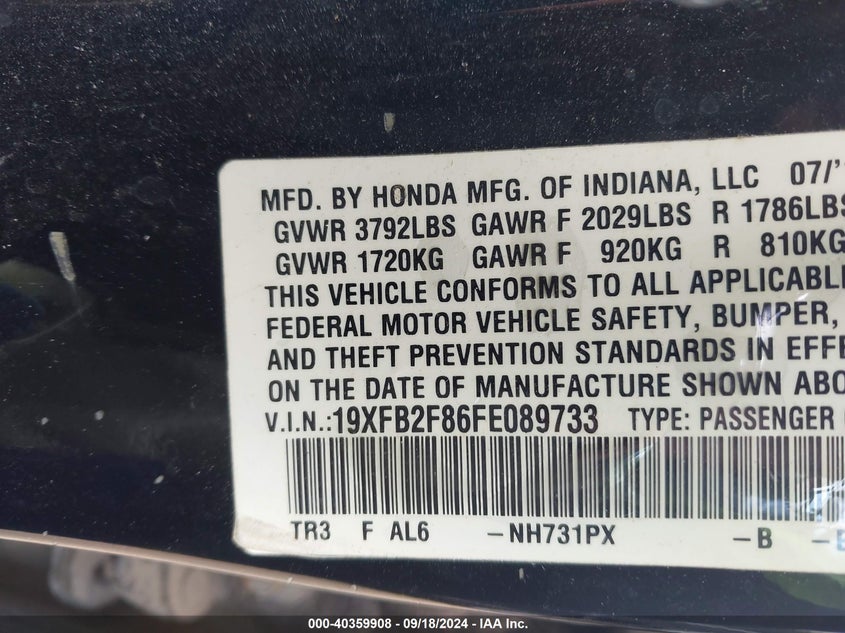 MFD. BY HONDA MFG. OF INDIANA, LLC 07/'
GVWR 3792LBS GAWR F 2029LBS R 1786LBS
GVWR 1720KG GAWR F 920KG R 810KG
THIS VEHICLE CONFORMS TO ALL APPLICABLE
FEDERAL MOTOR VEHICLE SAFETY, BUMPER,
AND THEFT PREVENTION STANDARDS IN EFFE
ON THE DATE OF MANUFACTURE SHOWN ABO
V.I.N.:19XFB2F86FE089733 TYPE: PASSENGER
TR3 F AL6 -NH731PX -B -
000-40359908 - 09/18/2024 - IAA Inc.